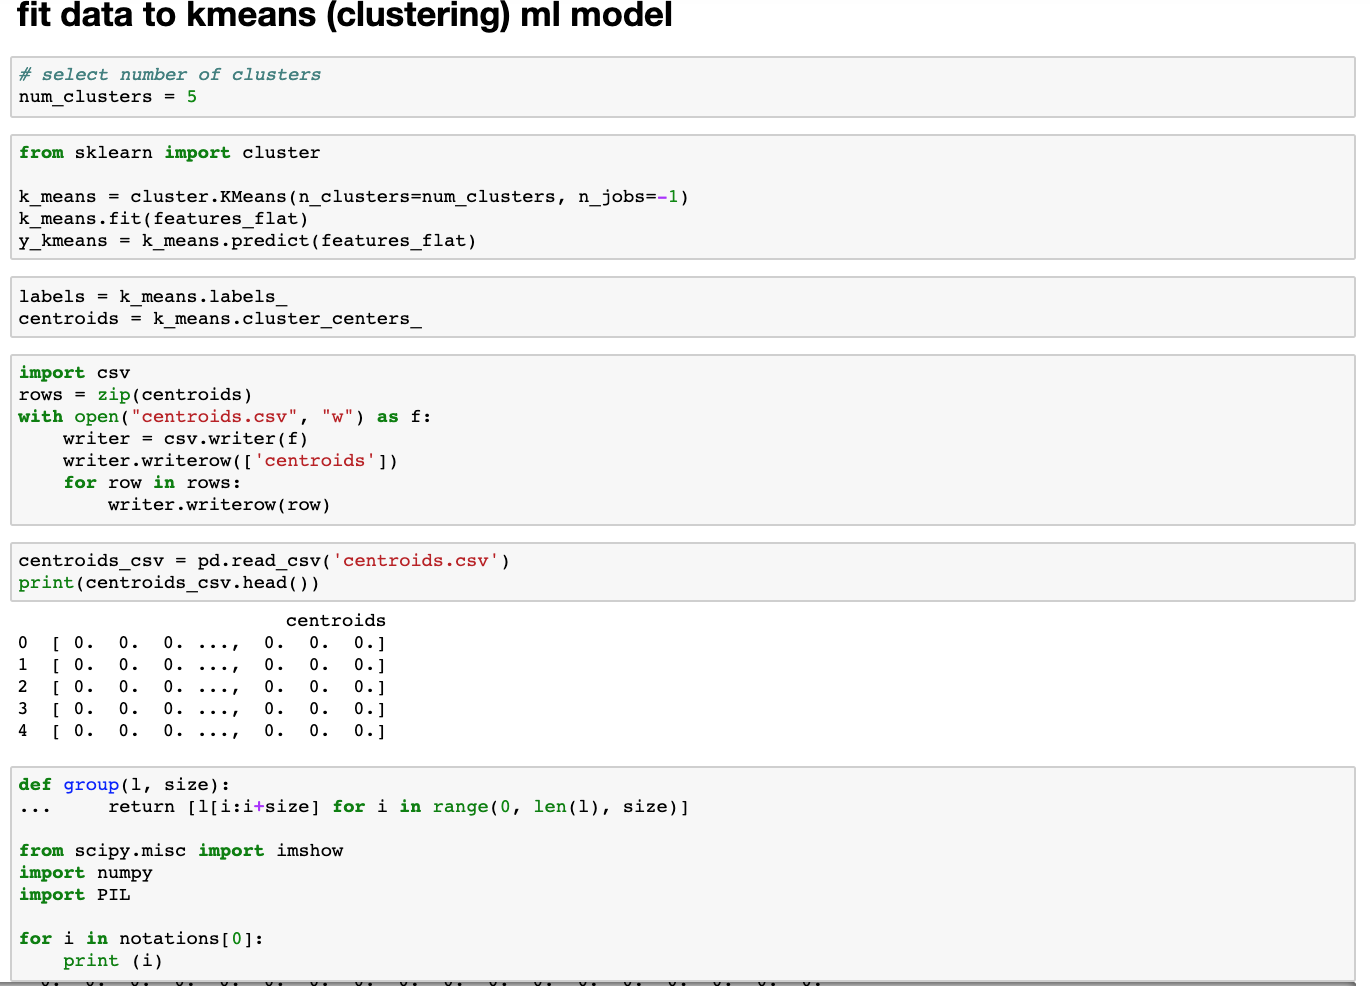 fit data to kmeans (clustering) ml model
# select number of clusters
num_clusters = 5
from sklearn import cluster
k_means = cluster.KMeans(n_clusters=num_clusters, n_jobs=-1)
k_means.fit(features_flat)
y_kmeans = k_means.predict(features_flat)
labels = k_means.labels_
centroids = k_means.cluster_centers_
import csv
rows = zip(centroids)
with open("centroids.csv", "w") as f:
    writer = csv.writer(f)
    writer.writerow(['centroids'])
    for row in rows:
        writer.writerow(row)
centroids_csv = pd.read_csv('centroids.csv')
print(centroids_csv.head())
                        centroids
0  [ 0.  0.  0. ...,  0.  0.  0.]
1  [ 0.  0.  0. ...,  0.  0.  0.]
2  [ 0.  0.  0. ...,  0.  0.  0.]
3  [ 0.  0.  0. ...,  0.  0.  0.]
4  [ 0.  0.  0. ...,  0.  0.  0.]
def group(l, size):
...     return [l[i:i+size] for i in range(0, len(l), size)]
from scipy.misc import imshow
import numpy
import PIL
for i in notations[0]:
    print (i)